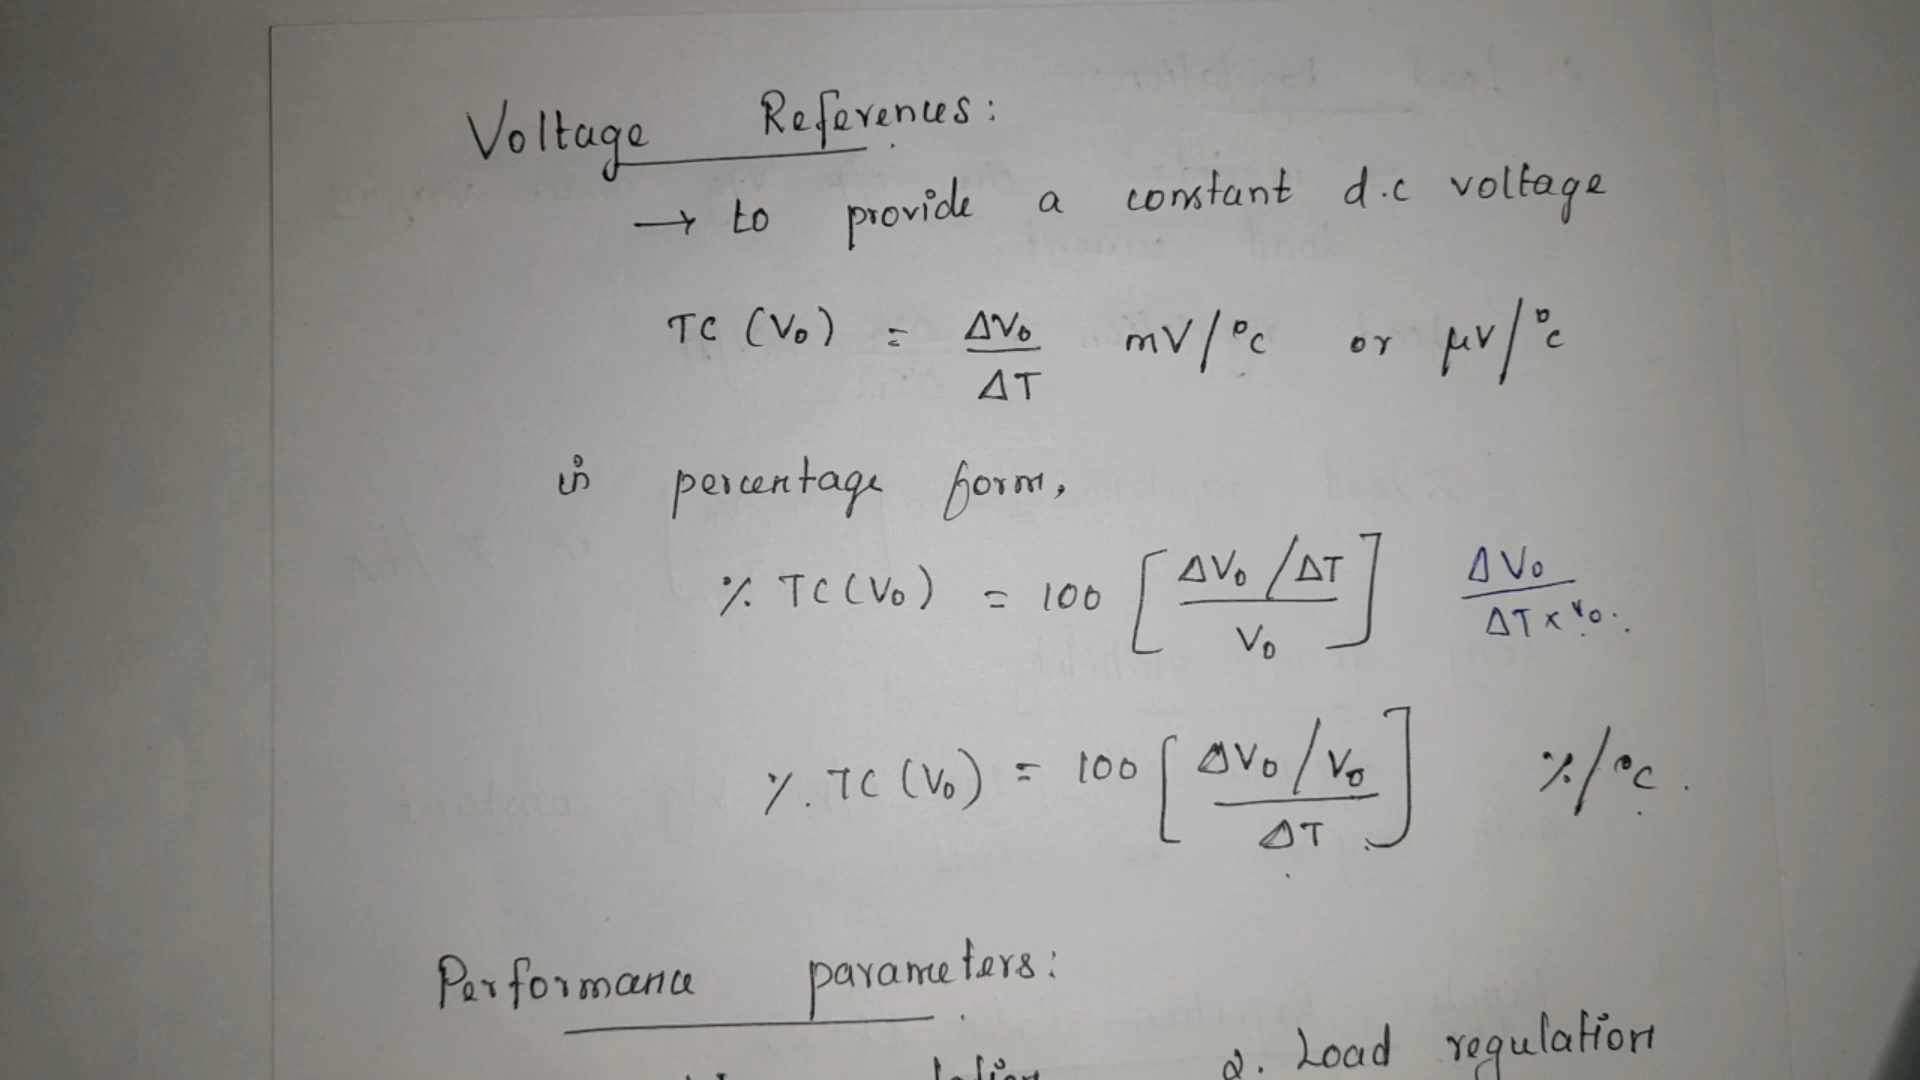 Voltage References:
→ to provide a constant d.c voltage
TC (V₀) = ΔV₀ / ΔT mV/°C or μV/°C
in percentage form,
% TC (V₀) = 100 [ (ΔV₀ / ΔT) / V₀ ] ΔV₀ / ΔT × V₀
% TC (V₀) = 100 [ (ΔV₀ / V₀) / ΔT ] %/°C.
Performance parameters:
2. Load regulation